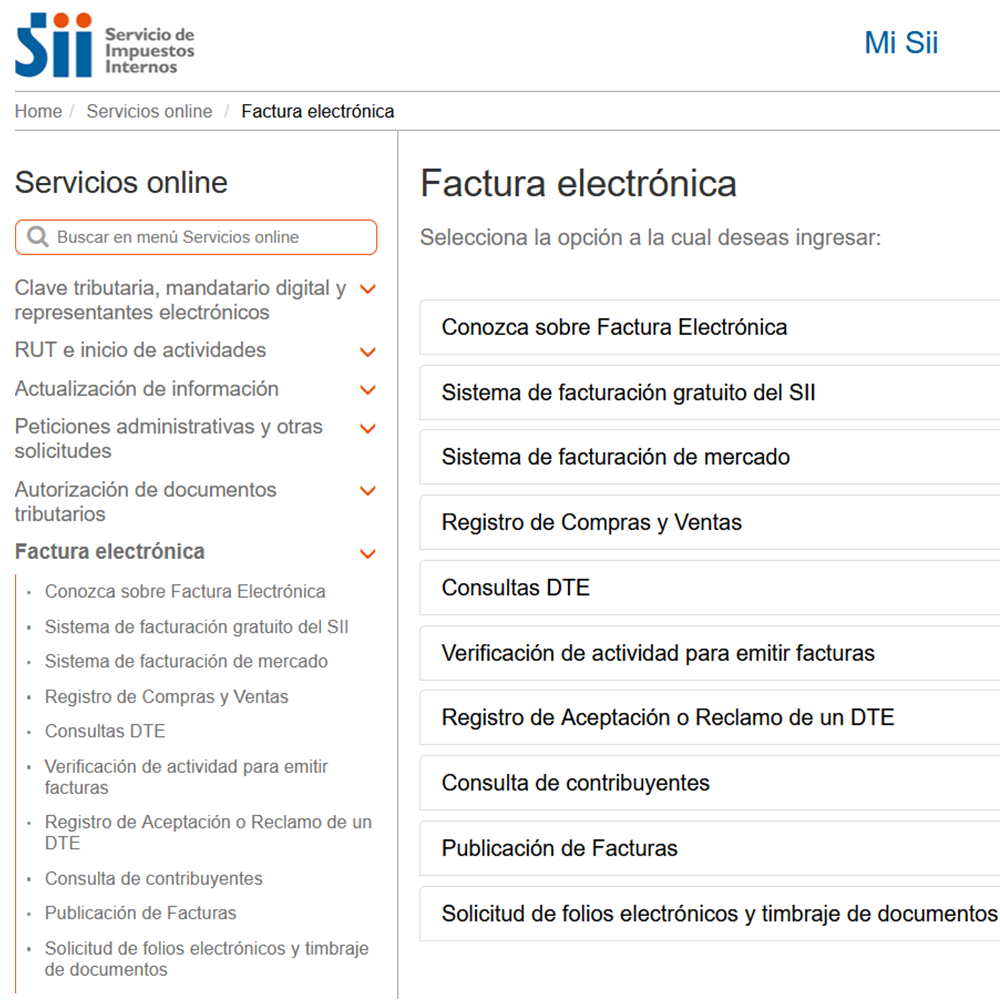 Sii
Servicio de
Impuestos
Internos
Mi Sii
Home / Servicios online / Factura electrónica
Servicios online
Buscar en menú Servicios online
Clave tributaria, mandatario digital y
representantes electrónicos
RUT e inicio de actividades
Actualización de información
Peticiones administrativas y otras
solicitudes
Autorización de documentos
tributarios
Factura electrónica
Conozca sobre Factura Electrónica
Sistema de facturación gratuito del SII
Sistema de facturación de mercado
Registro de Compras y Ventas
Consultas DTE
Verificación de actividad para emitir
facturas
Registro de Aceptación o Reclamo de un
DTE
Consulta de contribuyentes
Publicación de Facturas
Solicitud de folios electrónicos y timbraje
de documentos
Factura electrónica
Selecciona la opción a la cual deseas ingresar:
Conozca sobre Factura Electrónica
Sistema de facturación gratuito del SII
Sistema de facturación de mercado
Registro de Compras y Ventas
Consultas DTE
Verificación de actividad para emitir facturas
Registro de Aceptación o Reclamo de un DTE
Consulta de contribuyentes
Publicación de Facturas
Solicitud de folios electrónicos y timbraje de documentos